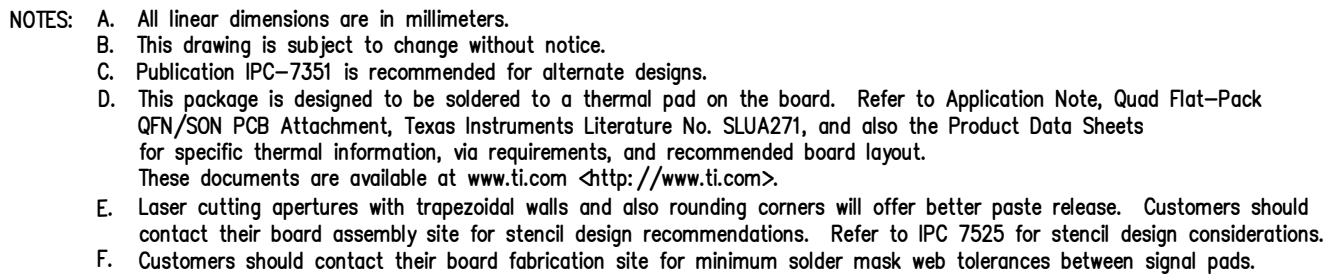 NOTES: A. All linear dimensions are in millimeters.
B. This drawing is subject to change without notice.
C. Publication IPC-7351 is recommended for alternate designs.
D. This package is designed to be soldered to a thermal pad on the board. Refer to Application Note, Quad Flat-Pack
QFN/SON PCB Attachment, Texas Instruments Literature No. SLUA271, and also the Product Data Sheets
for specific thermal information, via requirements, and recommended board layout.
These documents are available at www.ti.com <http://www.ti.com>.
E. Laser cutting apertures with trapezoidal walls and also rounding corners will offer better paste release. Customers should
contact their board assembly site for stencil design recommendations. Refer to IPC 7525 for stencil design considerations.
F. Customers should contact their board fabrication site for minimum solder mask web tolerances between signal pads.